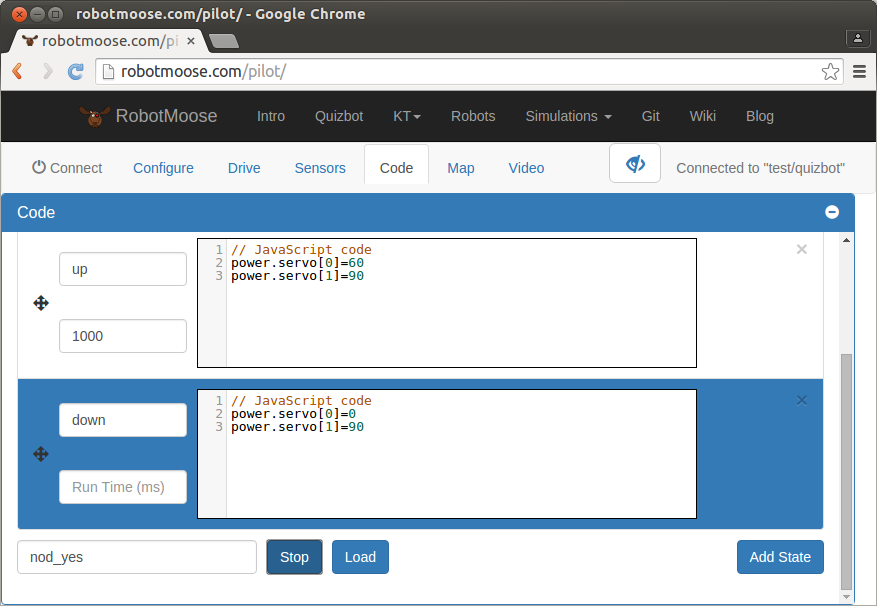 robotmoose.com/pilot/ - Google Chrome
robotmoose.com/pi
robotmoose.com/pilot/
RobotMoose Intro Quizbot KT Robots Simulations Git Wiki Blog
Connect Configure Drive Sensors Code Map Video Connected to "test/quizbot"
Code
up
1000
1 // JavaScript code
2 power.servo[0]=60
3 power.servo[1]=90
×
down
Run Time (ms)
1 // JavaScript code
2 power.servo[0]=0
3 power.servo[1]=90
×
nod_yes Stop Load Add State